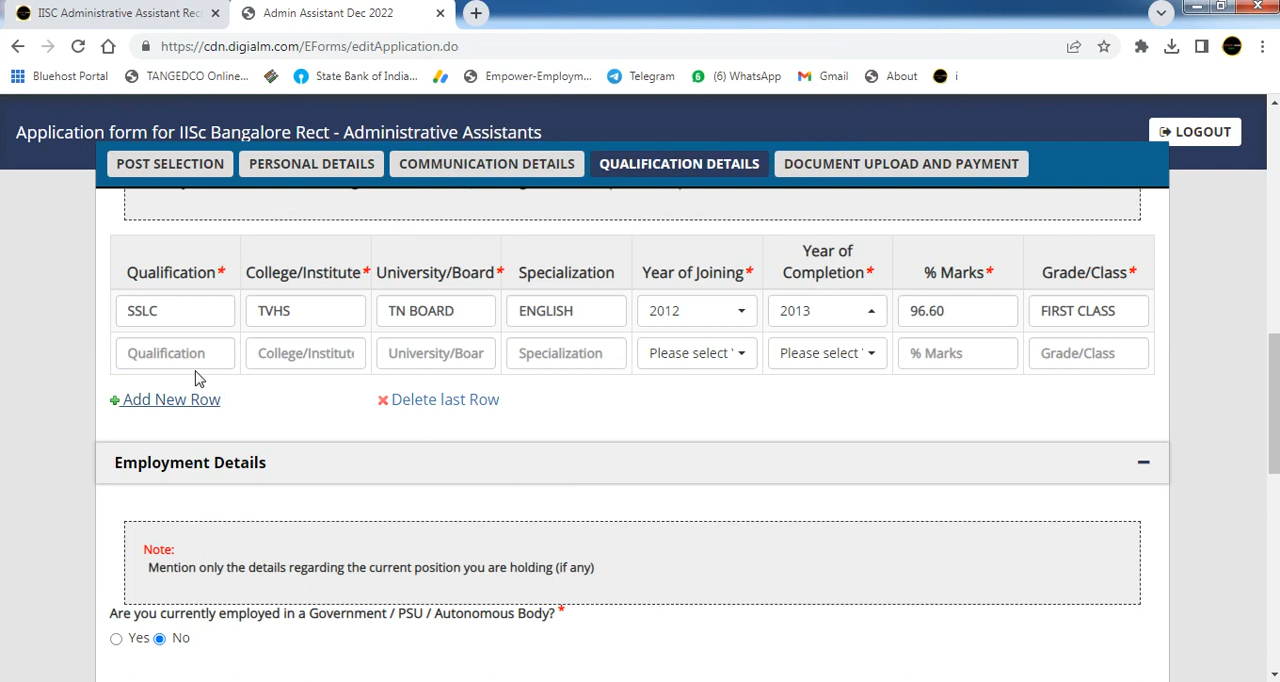 IISC Administrative Assistant Rec
Admin Assistant Dec 2022
https://cdn.digialm.com/EForms/editApplication.do
Bluehost Portal
TANGEDCO Online...
State Bank of India...
Empower-Employm...
Telegram
6
(6) WhatsApp
Gmail
About
i
Application form for IISc Bangalore Rect - Administrative Assistants
LOGOUT
POST SELECTION
PERSONAL DETAILS
COMMUNICATION DETAILS
QUALIFICATION DETAILS
DOCUMENT UPLOAD AND PAYMENT
Qualification* College/Institute* University/Board* Specialization Year of Joining* Year of Completion* % Marks* Grade/Class*
SSLC TVHS TN BOARD ENGLISH 2012 2013 96.60 FIRST CLASS
Qualification College/Institute University/Boar Specialization Please select Please select % Marks Grade/Class
Add New Row
Delete last Row
Employment Details
Note:
Mention only the details regarding the current position you are holding (if any)
Are you currently employed in a Government / PSU / Autonomous Body? *
Yes No